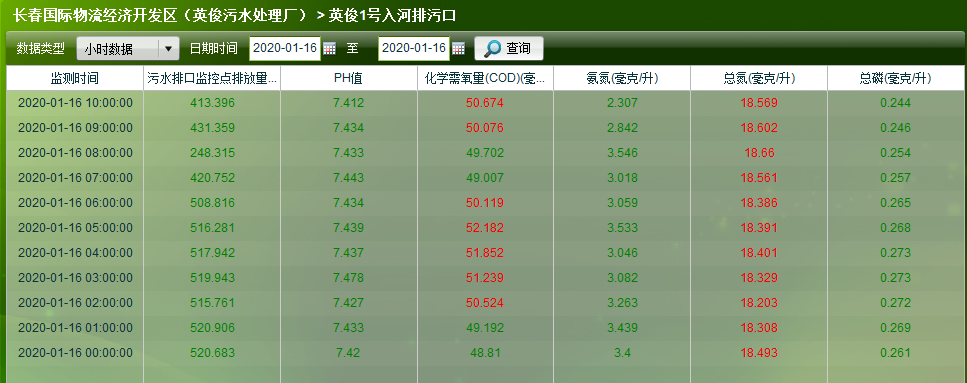 长春国际物流经济开发区（英俊污水处理厂） > 英俊1号入河排污口
数据类型 小时数据 日期时间 2020-01-16 至 2020-01-16 查询
监测时间 污水排口监控点排放量... PH值 化学需氧量(COD)(毫... 氨氮(毫克/升) 总氮(毫克/升) 总磷(毫克/升)
2020-01-16 10:00:00 413.396 7.412 50.674 2.307 18.569 0.244
2020-01-16 09:00:00 431.359 7.434 50.076 2.842 18.602 0.246
2020-01-16 08:00:00 248.315 7.433 49.702 3.546 18.66 0.254
2020-01-16 07:00:00 420.752 7.443 49.007 3.018 18.561 0.257
2020-01-16 06:00:00 508.816 7.434 50.119 3.059 18.386 0.265
2020-01-16 05:00:00 516.281 7.439 52.182 3.533 18.391 0.268
2020-01-16 04:00:00 517.942 7.437 51.852 3.046 18.401 0.273
2020-01-16 03:00:00 519.943 7.478 51.239 3.082 18.329 0.273
2020-01-16 02:00:00 515.761 7.427 50.524 3.263 18.203 0.272
2020-01-16 01:00:00 520.906 7.433 49.192 3.439 18.308 0.269
2020-01-16 00:00:00 520.683 7.42 48.81 3.4 18.493 0.261